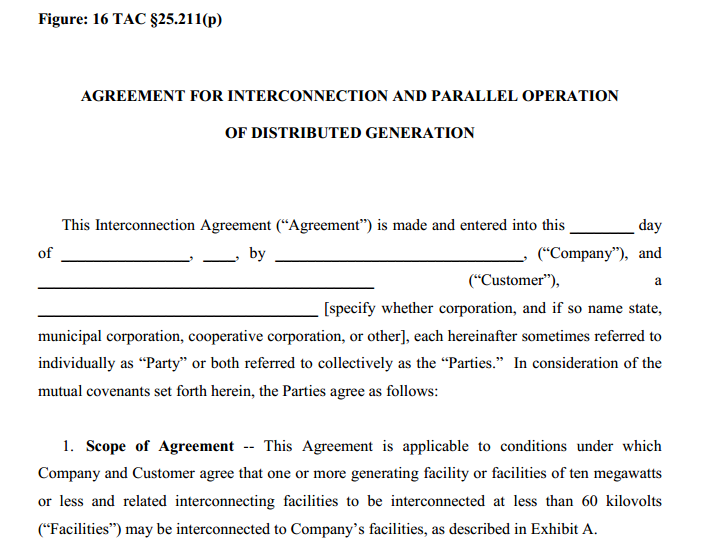 Figure: 16 TAC §25.211(p)
AGREEMENT FOR INTERCONNECTION AND PARALLEL OPERATION
OF DISTRIBUTED GENERATION
This Interconnection Agreement (“Agreement”) is made and entered into this ________ day
of ________________, ____, by ________________________________, (“Company”), and
___________________________________________ (“Customer”), a
___________________________________ [specify whether corporation, and if so name state,
municipal corporation, cooperative corporation, or other], each hereinafter sometimes referred to
individually as “Party” or both referred to collectively as the “Parties.” In consideration of the
mutual covenants set forth herein, the Parties agree as follows:
1. Scope of Agreement -- This Agreement is applicable to conditions under which
Company and Customer agree that one or more generating facility or facilities of ten megawatts
or less and related interconnecting facilities to be interconnected at less than 60 kilovolts
(“Facilities”) may be interconnected to Company’s facilities, as described in Exhibit A.